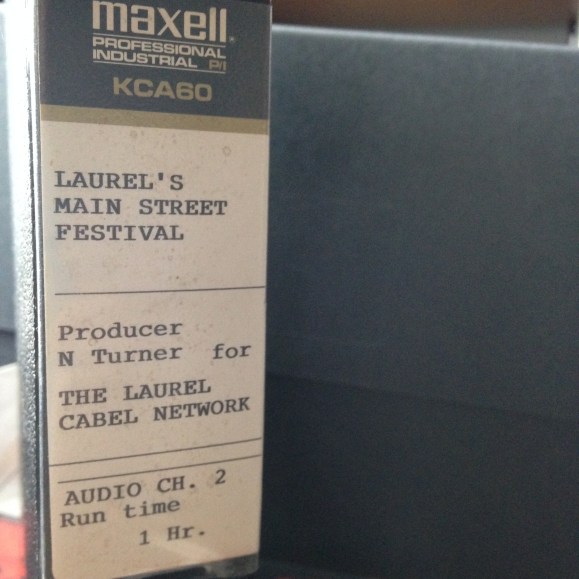 maxell
PROFESSIONAL
INDUSTRIAL P/I
KCA60
LAUREL'S
MAIN STREET
FESTIVAL
Producer
N Turner for
THE LAUREL
CABEL NETWORK
AUDIO CH. 2
Run time
1 Hr.